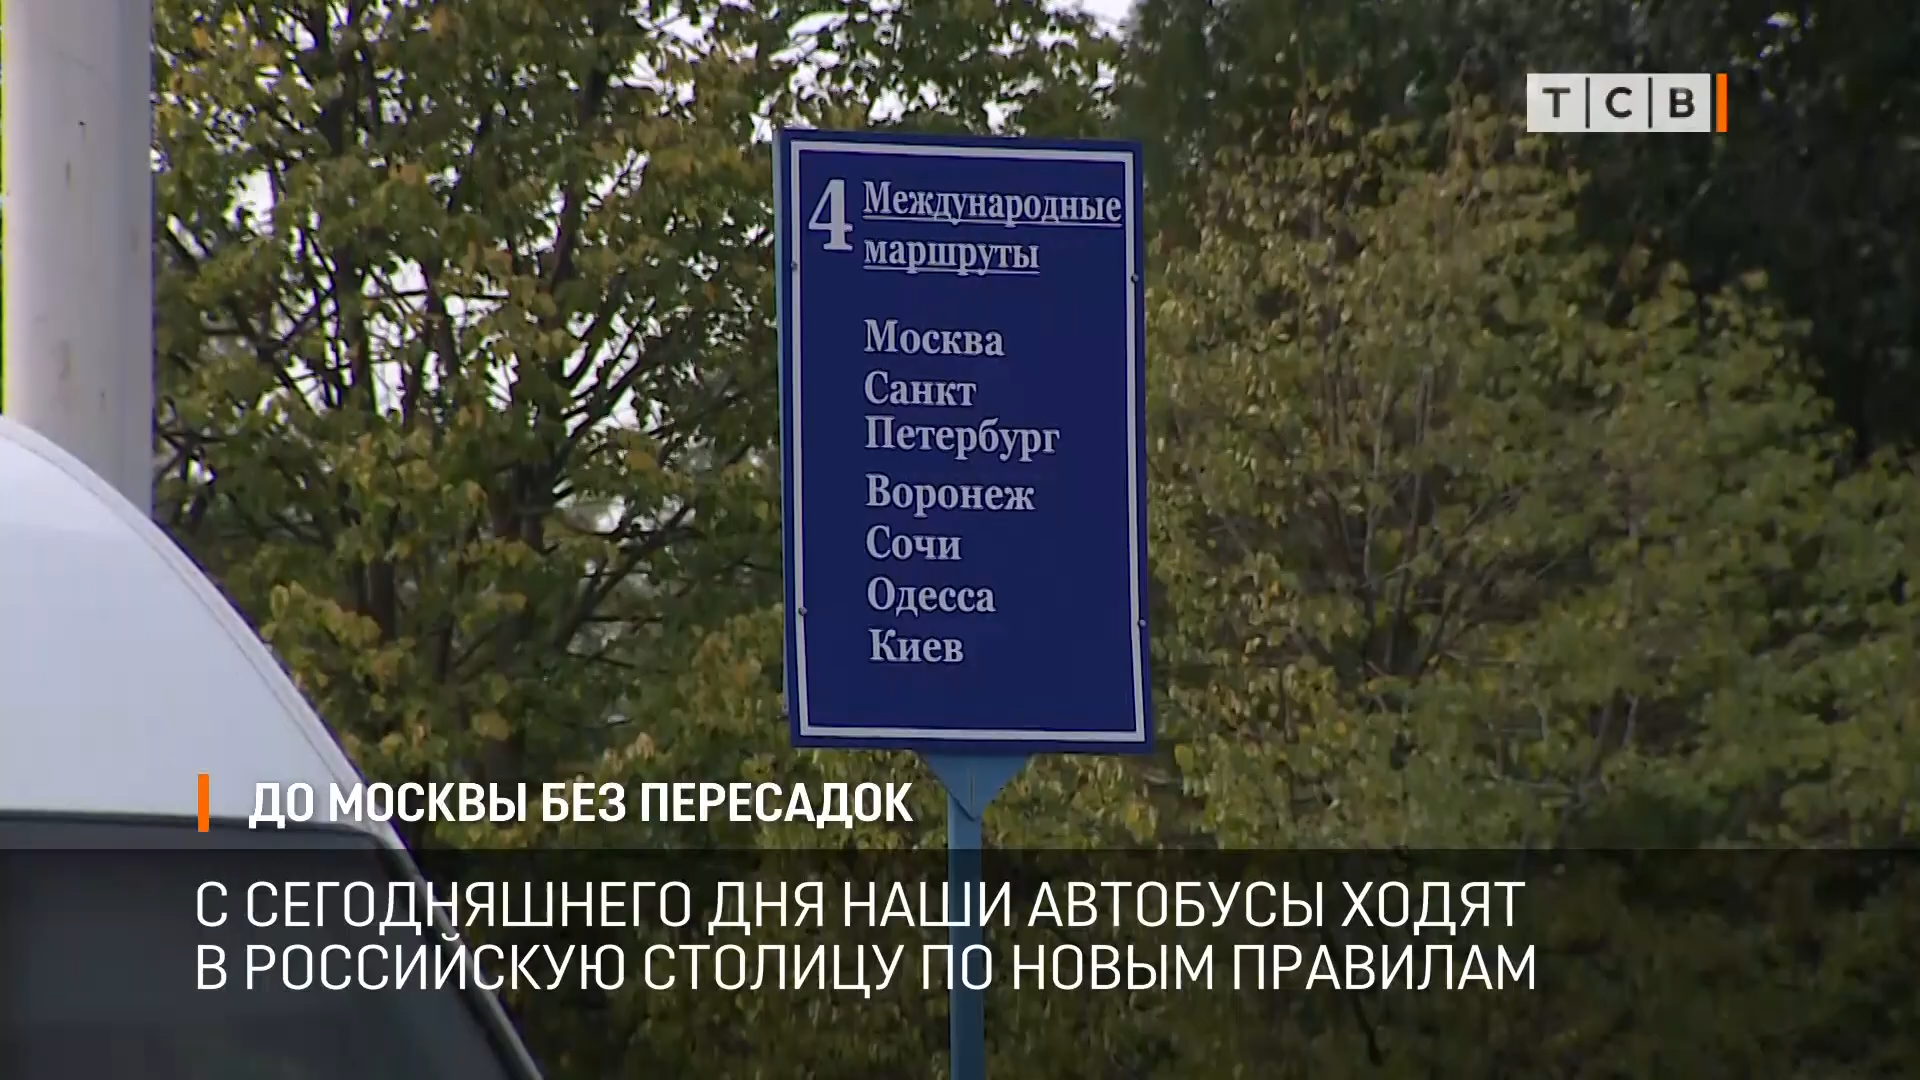 Т|С|В
4 Международные
маршруты
Москва
Санкт
Петербург
Воронеж
Сочи
Одесса
Киев
ДО МОСКВЫ БЕЗ ПЕРЕСАДОК
С СЕГОДНЯШНЕГО ДНЯ НАШИ АВТОБУСЫ ХОДЯТ
В РОССИЙСКУЮ СТОЛИЦУ ПО НОВЫМ ПРАВИЛАМ